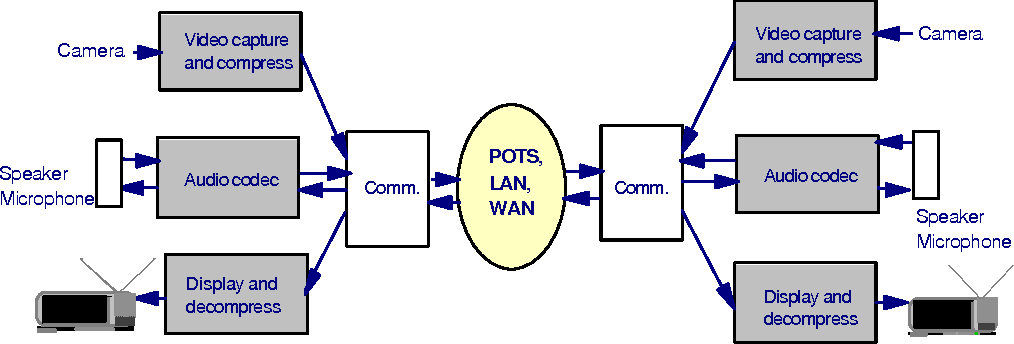 Camera
Video capture
and compress
Speaker
Microphone
Audio codec
Display and
decompress
Comm.
POTS,
LAN,
WAN
Comm.
Video capture
and compress
Camera
Audio codec
Speaker
Microphone
Display and
decompress